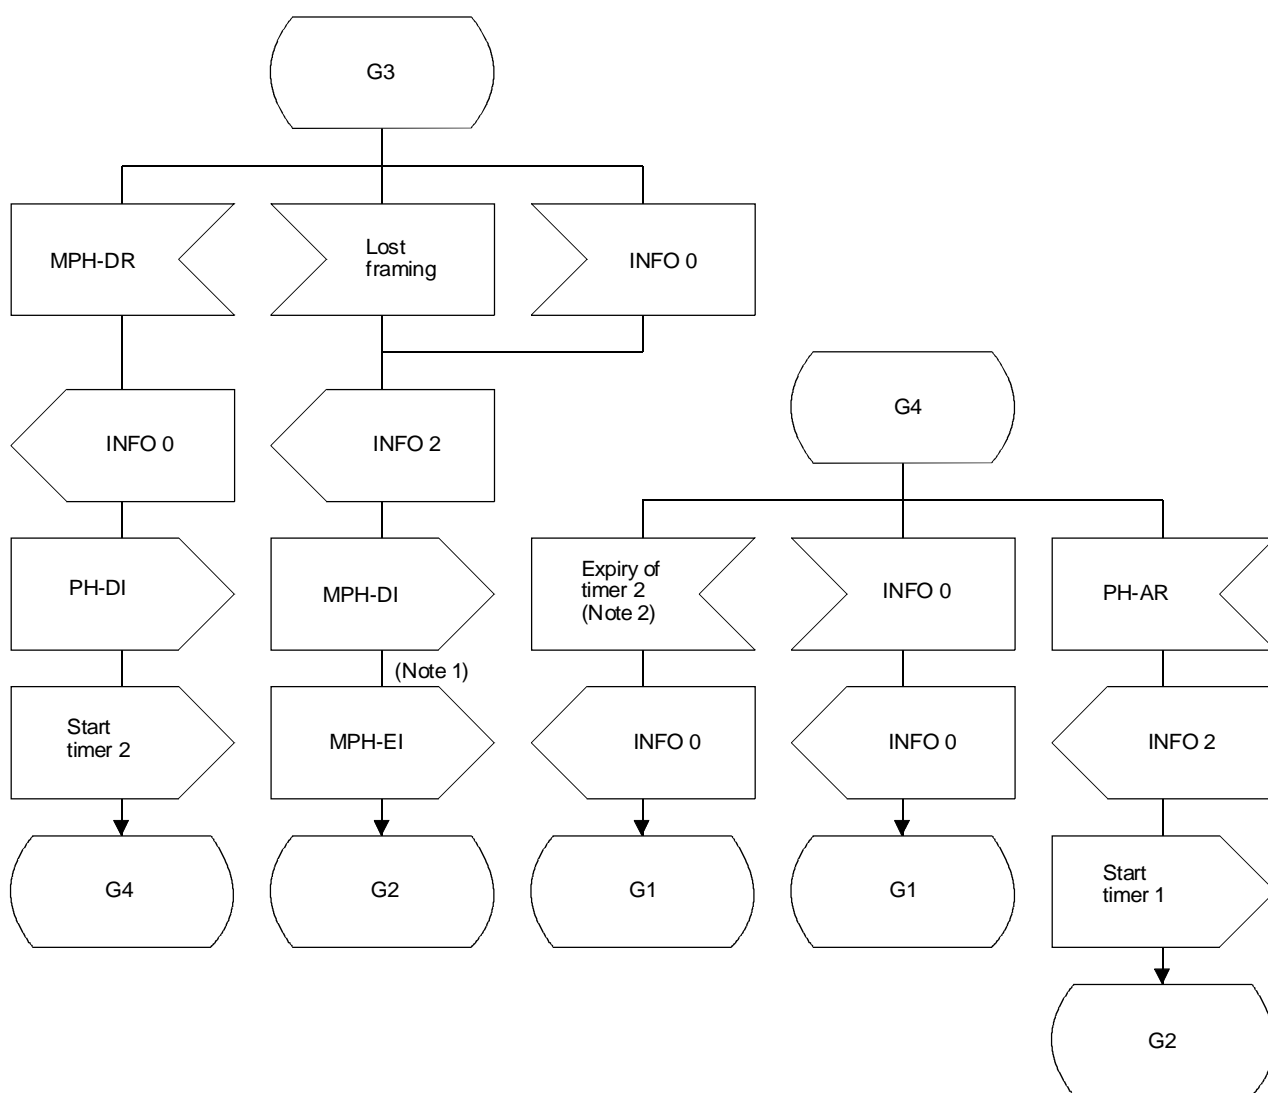 G3
MPH-DR
Lost
framing
INFO 0
INFO 0
INFO 2
PH-DI
MPH-DI
(Note 1)
Start
timer 2
MPH-EI
G4
G2
G4
Expiry of
timer 2
(Note 2)
INFO 0
PH-AR
INFO 0
INFO 0
INFO 2
G1
G1
Start
timer 1
G2